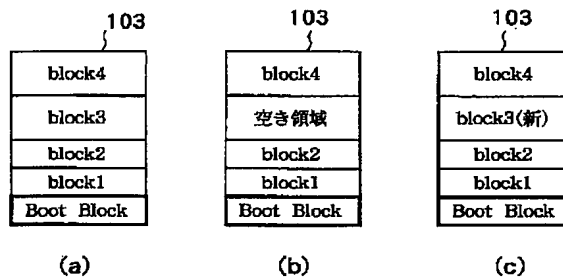 103
block4
block3
block2
block1
Boot Block
(a)
103
block4
空き領域
block2
block1
Boot Block
(b)
103
block4
block3(新)
block2
block1
Boot Block
(c)